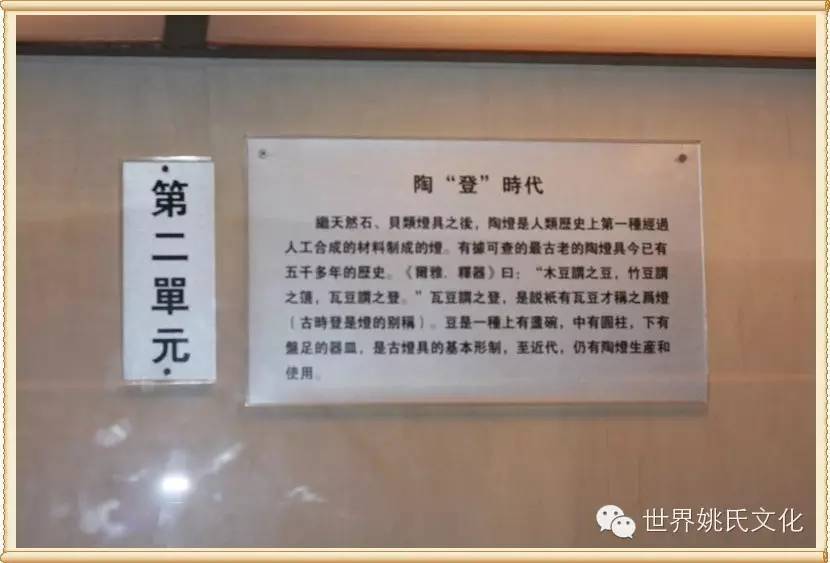 第二單元
陶“登”時代
繼天然石、貝類燈具之後，陶燈是人類歷史上第一種經過
人工合成的材料制成的燈。有據可查的最古老的陶燈具今已有
五千多年的歷史。《爾雅．釋器》曰：“木豆謂之豆，竹豆謂
之籩，瓦豆謂之登。”瓦豆謂之登，是説衹有瓦豆才稱之爲燈
（古時登是燈的别稱）。豆是一種上有盞碗，中有圓柱，下有
盤足的器皿，是古燈具的基本形制，至近代，仍有陶燈生産和
使用。
世界姚氏文化